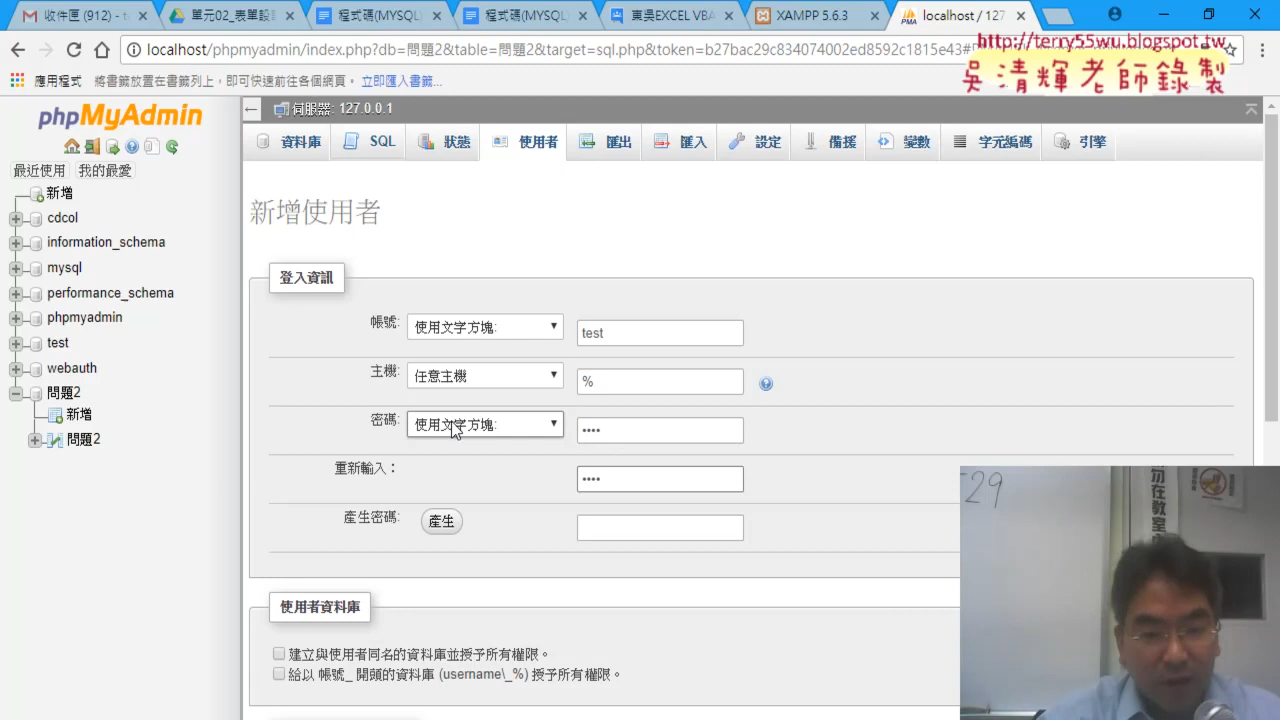 收件匣 (912) - t
單元02_表單設
程式碼(MYSQL)
程式碼(MYSQL)
東吳EXCEL VBA
XAMPP 5.6.3
localhost / 127
localhost/phpmyadmin/index.php?db=問題2&table=問題2&target=sql.php&token=b27bac29c834074002ed8592c1815e43#
http://terry55wu.blogspot.tw
吳清輝老師錄製
應用程式
將書籤放置在書籤列上，即可快速前往各個網頁。
立即匯入書籤...
phpMyAdmin
最近使用
我的最愛
新增
cdcol
information_schema
mysql
performance_schema
phpmyadmin
test
webauth
問題2
新增
問題2
伺服器: 127.0.0.1
資料庫
SQL
狀態
使用者
匯出
匯入
設定
備援
變數
字元編碼
引擎
新增使用者
登入資訊
帳號:
使用文字方塊:
test
主機:
任意主機
%
密碼:
使用文字方塊:
••••
重新輸入：
••••
產生密碼:
產生
使用者資料庫
建立與使用者同名的資料庫並授予所有權限。
給以 帳號_ 開頭的資料庫 (username\_%) 授予所有權限。
29
勿在教室